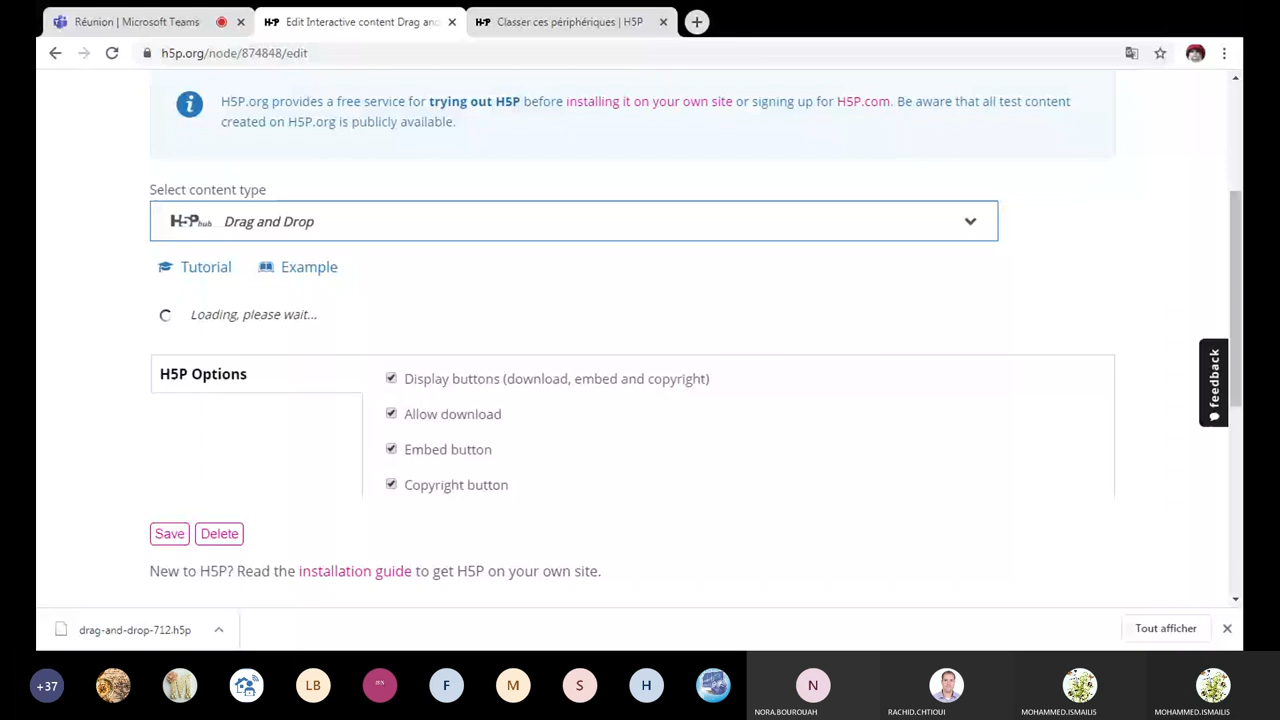 Réunion | Microsoft Teams
Edit Interactive content Drag and
Classer ces périphériques | H5P
h5p.org/node/874848/edit
H5P.org provides a free service for trying out H5P before installing it on your own site or signing up for H5P.com. Be aware that all test content
created on H5P.org is publicly available.
Select content type
H5P hub Drag and Drop
Tutorial Example
Loading, please wait...
H5P Options
Display buttons (download, embed and copyright)
Allow download
Embed button
Copyright button
feedback
Save Delete
New to H5P? Read the installation guide to get H5P on your own site.
drag-and-drop-712.h5p
Tout afficher
+37 LB F M S H N
NORA.BOUROUAH RACHID.CHTIOUI MOHAMMED.ISMAILIS MOHAMMED.ISMAILIS